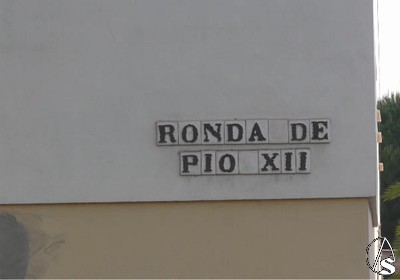 RONDA DE
PIO XII